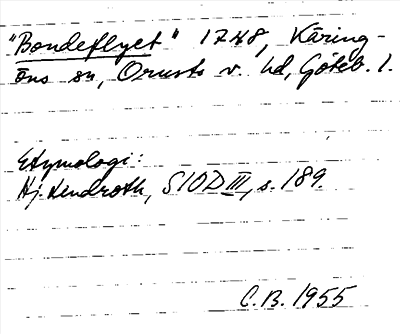 "Bondeflyet" 1748, Käring-
öns sn, Orusts v. hd, Göteb. l.
Etymologi:
Hj. Lindroth, SIOD III, s. 189.
C.B. 1955